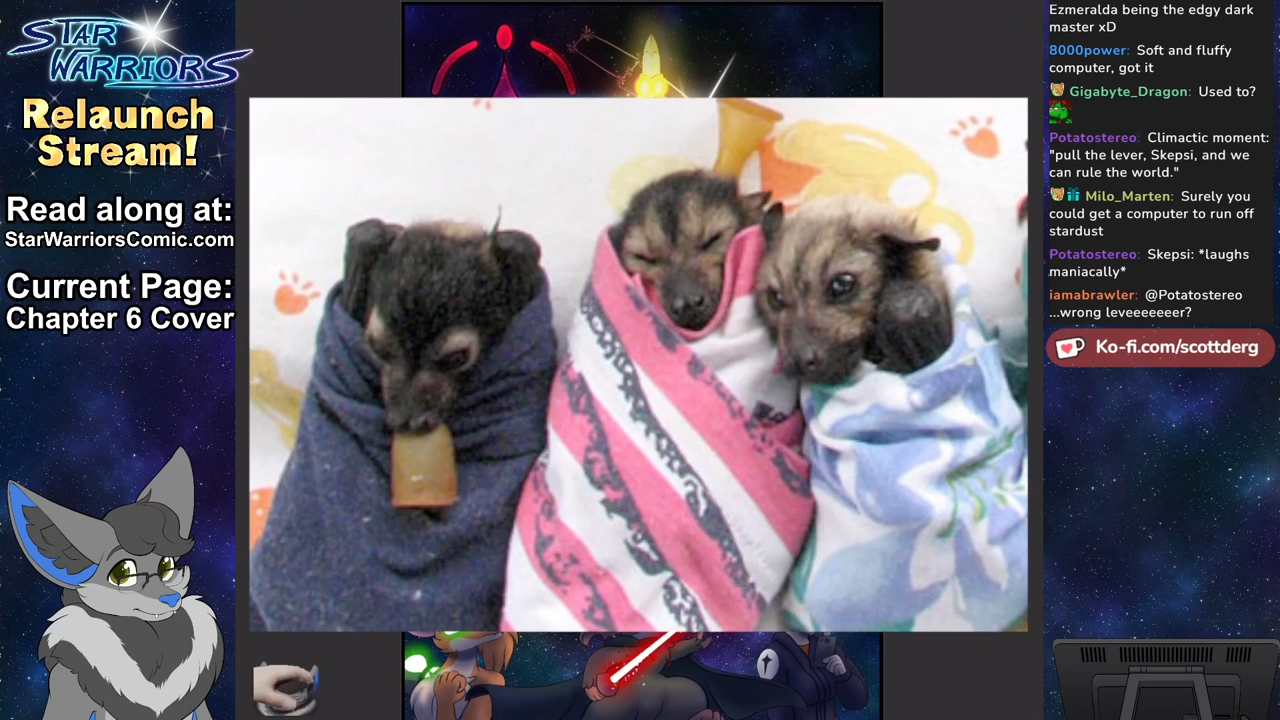 STAR
WARRIORS
Relaunch
Stream!
Read along at:
StarWarriorsComic.com
Current Page:
Chapter 6 Cover
Ezmeralda being the edgy dark
master xD
8000power: Soft and fluffy
computer, got it
Gigabyte_Dragon: Used to?
Potatostereo: Climactic moment:
"pull the lever, Skepsi, and we
can rule the world."
Milo_Marten: Surely you
could get a computer to run off
stardust
Potatostereo: Skepsi: *laughs
maniacally*
iamabrawler: @Potatostereo
...wrong leveeeeeeer?
Ko-fi.com/scottderg